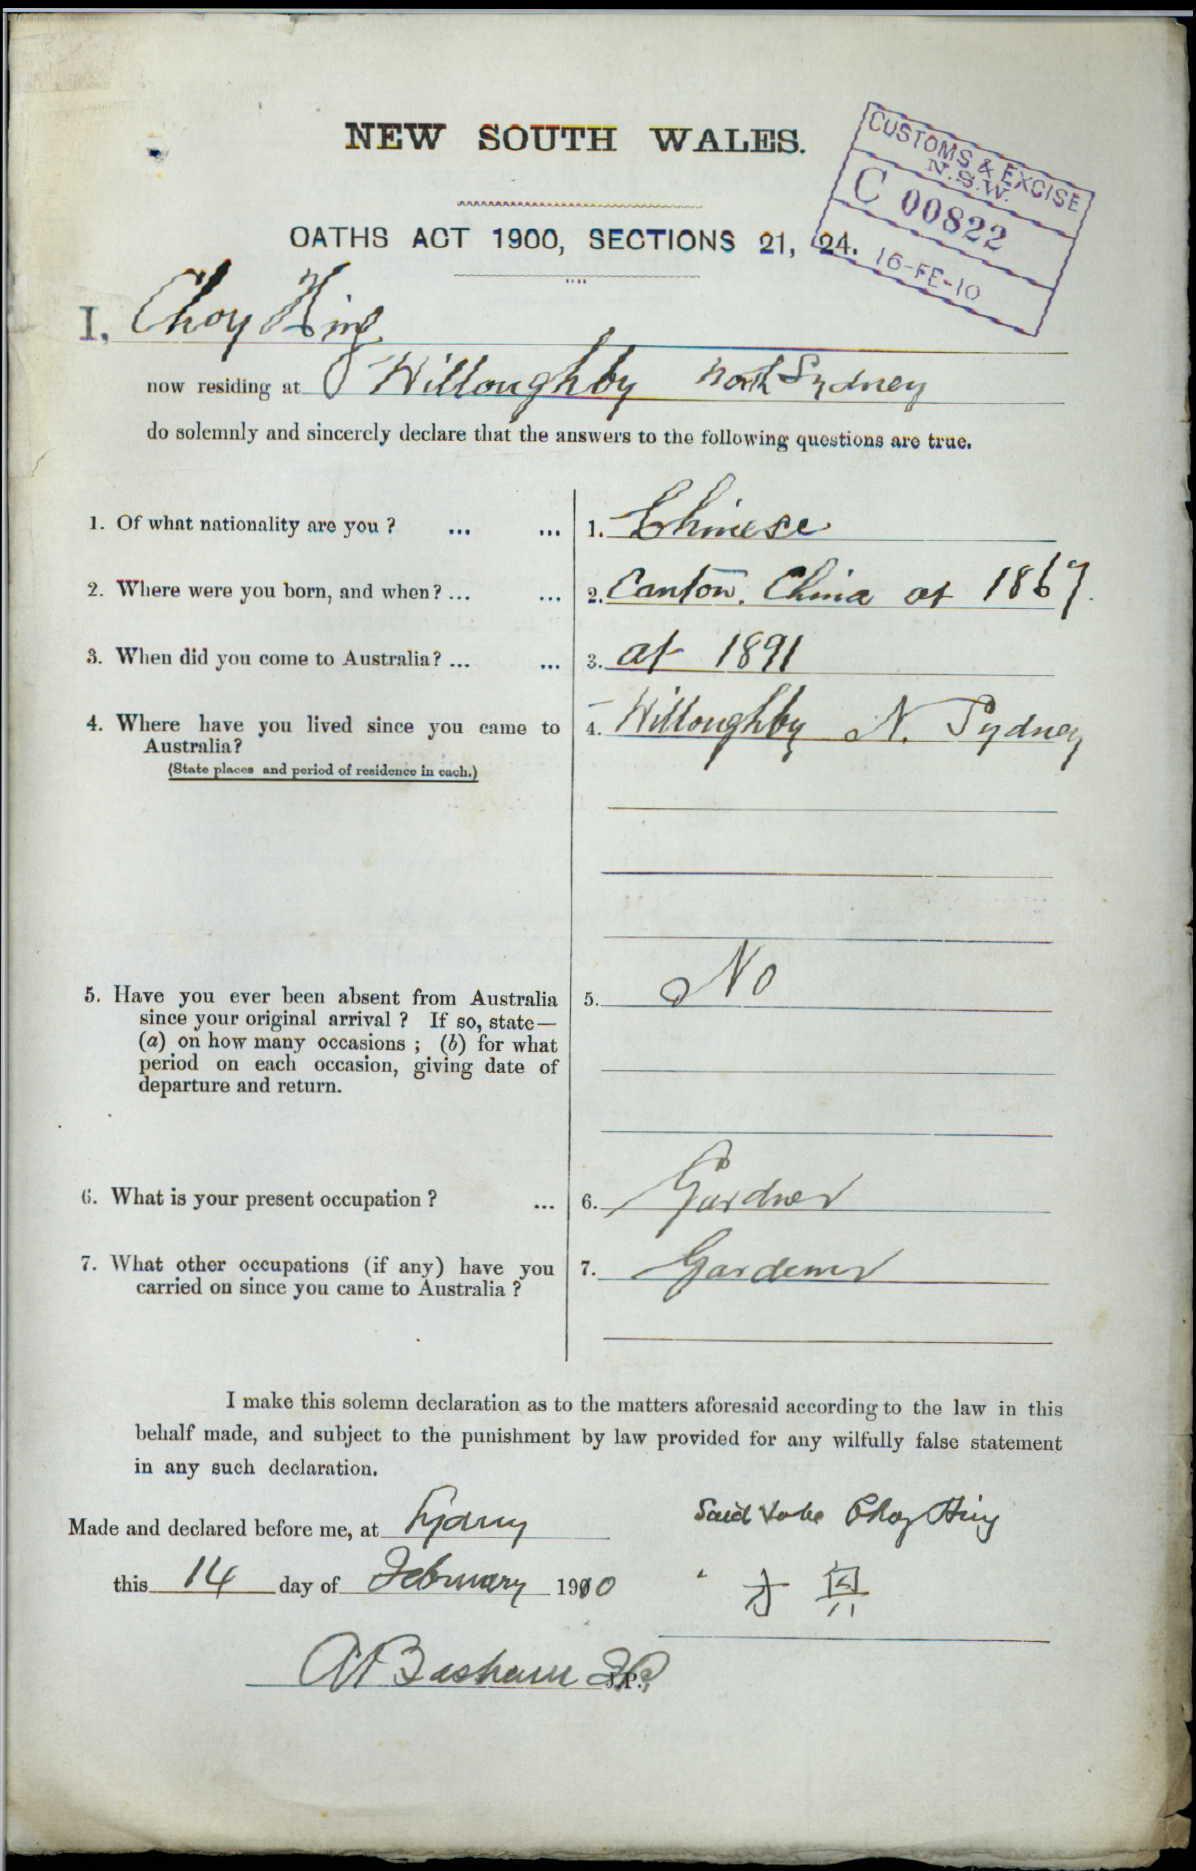 NEW SOUTH WALES.
CUSTOMS & EXCISE
N.S.W.
C 00822
16-FE-10
OATHS ACT 1900, SECTIONS 21, 24.
I, Choy Hing
now residing at Willoughby North Sydney
do solemnly and sincerely declare that the answers to the following questions are true.
1. Of what nationality are you ? ... ... 1. Chinese
2. Where were you born, and when? ... ... 2. Canton. China at 1867.
3. When did you come to Australia? ... ... 3. at 1891
4. Where have you lived since you came to 4. Willoughby N. Sydney
Australia?
(State places and period of residence in each.)
5. Have you ever been absent from Australia 5. No
since your original arrival ? If so, state—
(a) on how many occasions ; (b) for what
period on each occasion, giving date of
departure and return.
6. What is your present occupation ? ... 6. Gardner
7. What other occupations (if any) have you 7. Gardener
carried on since you came to Australia ?
I make this solemn declaration as to the matters aforesaid according to the law in this
behalf made, and subject to the punishment by law provided for any wilfully false statement
in any such declaration.
Made and declared before me, at Sydney Said to be Choy Hing
this 14 day of February 1910 才
J.P.